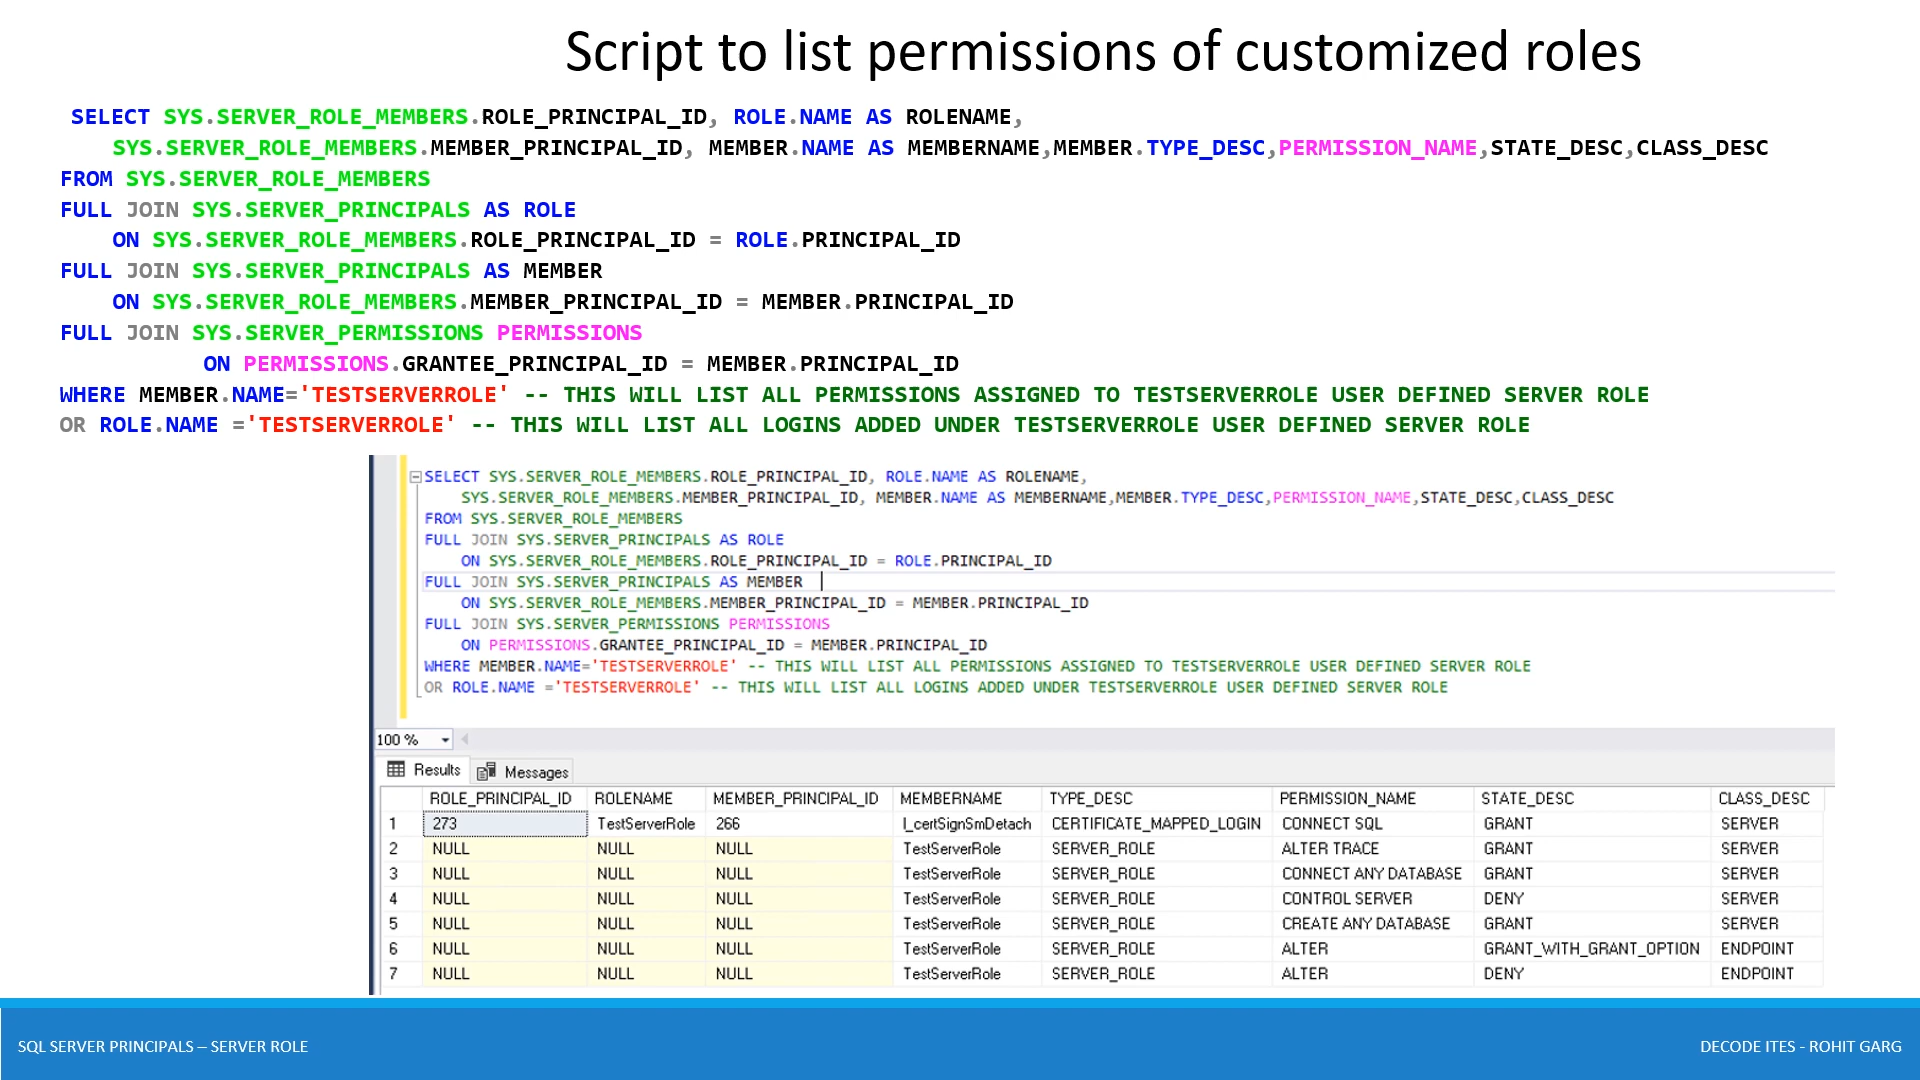 Script to list permissions of customized roles
SELECT SYS.SERVER_ROLE_MEMBERS.ROLE_PRINCIPAL_ID, ROLE.NAME AS ROLENAME,
SYS.SERVER_ROLE_MEMBERS.MEMBER_PRINCIPAL_ID, MEMBER.NAME AS MEMBERNAME,MEMBER.TYPE_DESC,PERMISSION_NAME,STATE_DESC,CLASS_DESC
FROM SYS.SERVER_ROLE_MEMBERS
FULL JOIN SYS.SERVER_PRINCIPALS AS ROLE
ON SYS.SERVER_ROLE_MEMBERS.ROLE_PRINCIPAL_ID = ROLE.PRINCIPAL_ID
FULL JOIN SYS.SERVER_PRINCIPALS AS MEMBER
ON SYS.SERVER_ROLE_MEMBERS.MEMBER_PRINCIPAL_ID = MEMBER.PRINCIPAL_ID
FULL JOIN SYS.SERVER_PERMISSIONS PERMISSIONS
ON PERMISSIONS.GRANTEE_PRINCIPAL_ID = MEMBER.PRINCIPAL_ID
WHERE MEMBER.NAME='TESTSERVERROLE' -- THIS WILL LIST ALL PERMISSIONS ASSIGNED TO TESTSERVERROLE USER DEFINED SERVER ROLE
OR ROLE.NAME ='TESTSERVERROLE' -- THIS WILL LIST ALL LOGINS ADDED UNDER TESTSERVERROLE USER DEFINED SERVER ROLE
SELECT SYS.SERVER_ROLE_MEMBERS.ROLE_PRINCIPAL_ID, ROLE.NAME AS ROLENAME,
SYS.SERVER_ROLE_MEMBERS.MEMBER_PRINCIPAL_ID, MEMBER.NAME AS MEMBERNAME,MEMBER.TYPE_DESC,PERMISSION_NAME,STATE_DESC,CLASS_DESC
FROM SYS.SERVER_ROLE_MEMBERS
FULL JOIN SYS.SERVER_PRINCIPALS AS ROLE
ON SYS.SERVER_ROLE_MEMBERS.ROLE_PRINCIPAL_ID = ROLE.PRINCIPAL_ID
FULL JOIN SYS.SERVER_PRINCIPALS AS MEMBER
ON SYS.SERVER_ROLE_MEMBERS.MEMBER_PRINCIPAL_ID = MEMBER.PRINCIPAL_ID
FULL JOIN SYS.SERVER_PERMISSIONS PERMISSIONS
ON PERMISSIONS.GRANTEE_PRINCIPAL_ID = MEMBER.PRINCIPAL_ID
WHERE MEMBER.NAME='TESTSERVERROLE' -- THIS WILL LIST ALL PERMISSIONS ASSIGNED TO TESTSERVERROLE USER DEFINED SERVER ROLE
OR ROLE.NAME ='TESTSERVERROLE' -- THIS WILL LIST ALL LOGINS ADDED UNDER TESTSERVERROLE USER DEFINED SERVER ROLE
100 %
Results Messages
ROLE_PRINCIPAL_ID ROLENAME MEMBER_PRINCIPAL_ID MEMBERNAME TYPE_DESC PERMISSION_NAME STATE_DESC CLASS_DESC
1 273 TestServerRole 266 l_certSignSmDetach CERTIFICATE_MAPPED_LOGIN CONNECT SQL GRANT SERVER
2 NULL NULL NULL TestServerRole SERVER_ROLE ALTER TRACE GRANT SERVER
3 NULL NULL NULL TestServerRole SERVER_ROLE CONNECT ANY DATABASE GRANT SERVER
4 NULL NULL NULL TestServerRole SERVER_ROLE CONTROL SERVER DENY SERVER
5 NULL NULL NULL TestServerRole SERVER_ROLE CREATE ANY DATABASE GRANT SERVER
6 NULL NULL NULL TestServerRole SERVER_ROLE ALTER GRANT_WITH_GRANT_OPTION ENDPOINT
7 NULL NULL NULL TestServerRole SERVER_ROLE ALTER DENY ENDPOINT
SQL SERVER PRINCIPALS – SERVER ROLE
DECODE ITES - ROHIT GARG